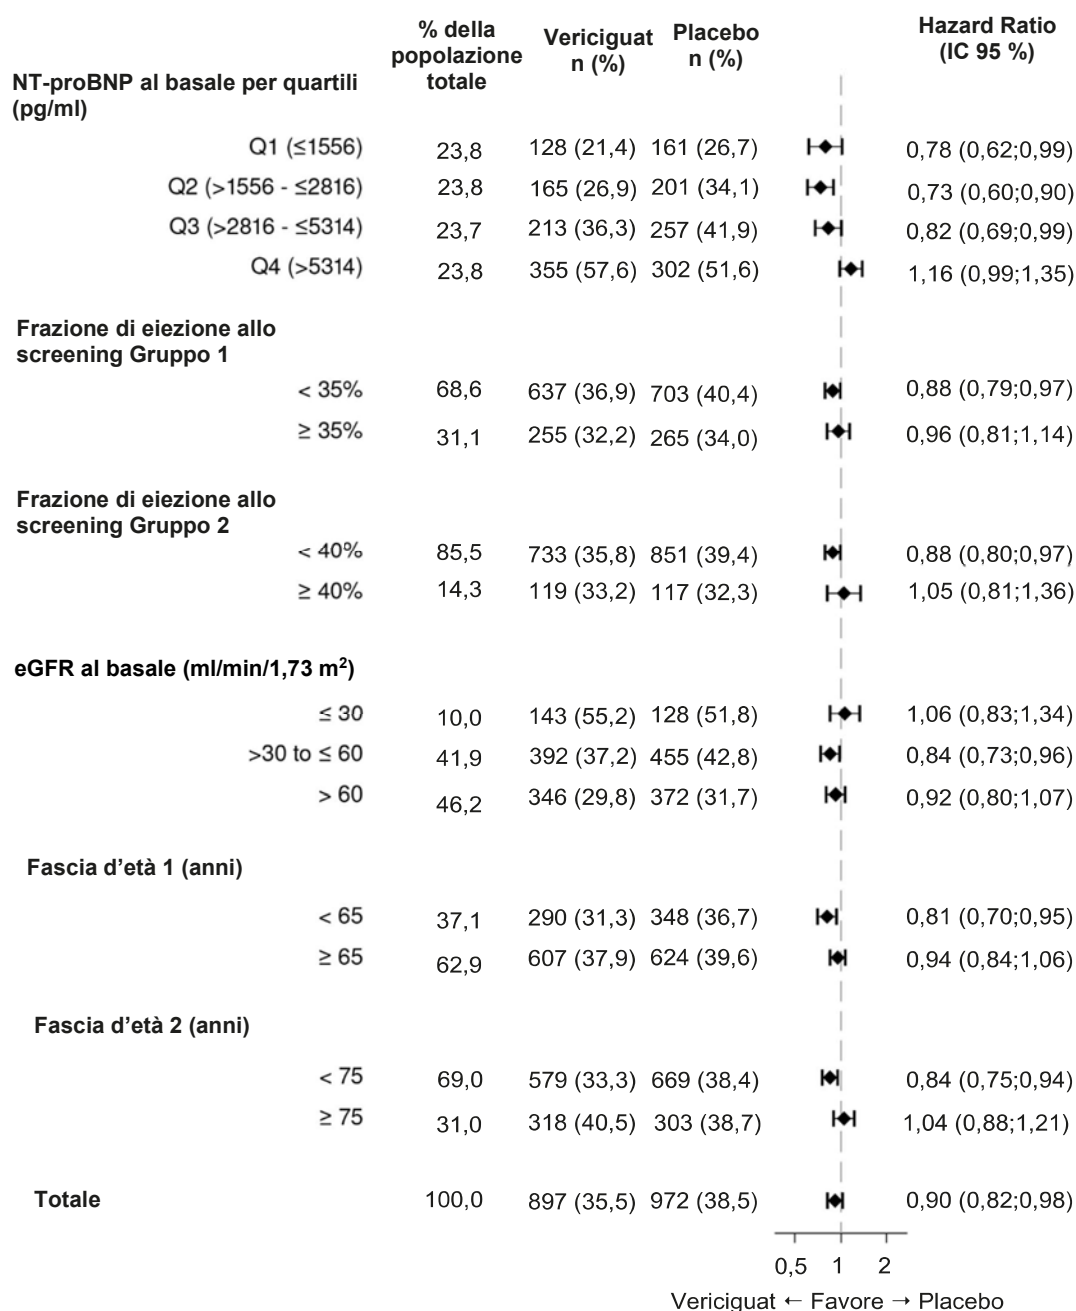 % della popolazione totale Vericiguat n (%) Placebo n (%) Hazard Ratio (IC 95 %)
NT-proBNP al basale per quartili
(pg/ml)
Q1 (≤1556) 23,8 128 (21,4) 161 (26,7) 0,78 (0,62;0,99)
Q2 (>1556 - ≤2816) 23,8 165 (26,9) 201 (34,1) 0,73 (0,60;0,90)
Q3 (>2816 - ≤5314) 23,7 213 (36,3) 257 (41,9) 0,82 (0,69;0,99)
Q4 (>5314) 23,8 355 (57,6) 302 (51,6) 1,16 (0,99;1,35)
Frazione di eiezione allo
screening Gruppo 1
< 35% 68,6 637 (36,9) 703 (40,4) 0,88 (0,79;0,97)
≥ 35% 31,1 255 (32,2) 265 (34,0) 0,96 (0,81;1,14)
Frazione di eiezione allo
screening Gruppo 2
< 40% 85,5 733 (35,8) 851 (39,4) 0,88 (0,80;0,97)
≥ 40% 14,3 119 (33,2) 117 (32,3) 1,05 (0,81;1,36)
eGFR al basale (ml/min/1,73 m²)
≤ 30 10,0 143 (55,2) 128 (51,8) 1,06 (0,83;1,34)
>30 to ≤ 60 41,9 392 (37,2) 455 (42,8) 0,84 (0,73;0,96)
> 60 46,2 346 (29,8) 372 (31,7) 0,92 (0,80;1,07)
Fascia d’età 1 (anni)
< 65 37,1 290 (31,3) 348 (36,7) 0,81 (0,70;0,95)
≥ 65 62,9 607 (37,9) 624 (39,6) 0,94 (0,84;1,06)
Fascia d’età 2 (anni)
< 75 69,0 579 (33,3) 669 (38,4) 0,84 (0,75;0,94)
≥ 75 31,0 318 (40,5) 303 (38,7) 1,04 (0,88;1,21)
Totale 100,0 897 (35,5) 972 (38,5) 0,90 (0,82;0,98)
0,5 1 2
Vericiguat ← Favore → Placebo